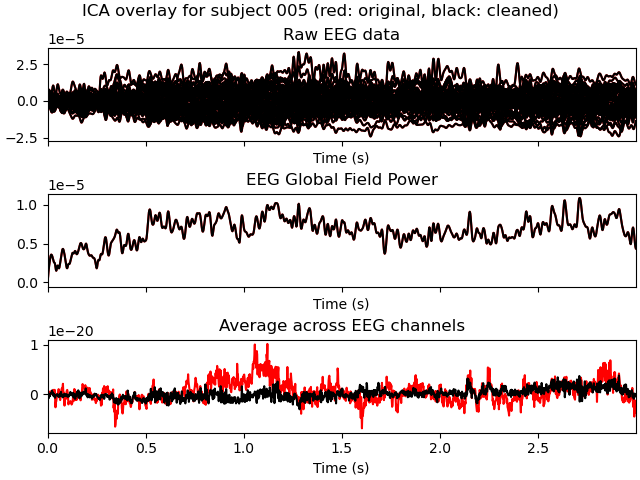 ICA overlay for subject 005 (red: original, black: cleaned)
Raw EEG data
1e−5
2.5
0.0
−2.5
Time (s)
EEG Global Field Power
1e−5
1.0
0.5
0.0
Time (s)
Average across EEG channels
1e−20
1
0
0.0 0.5 1.0 1.5 2.0 2.5
Time (s)